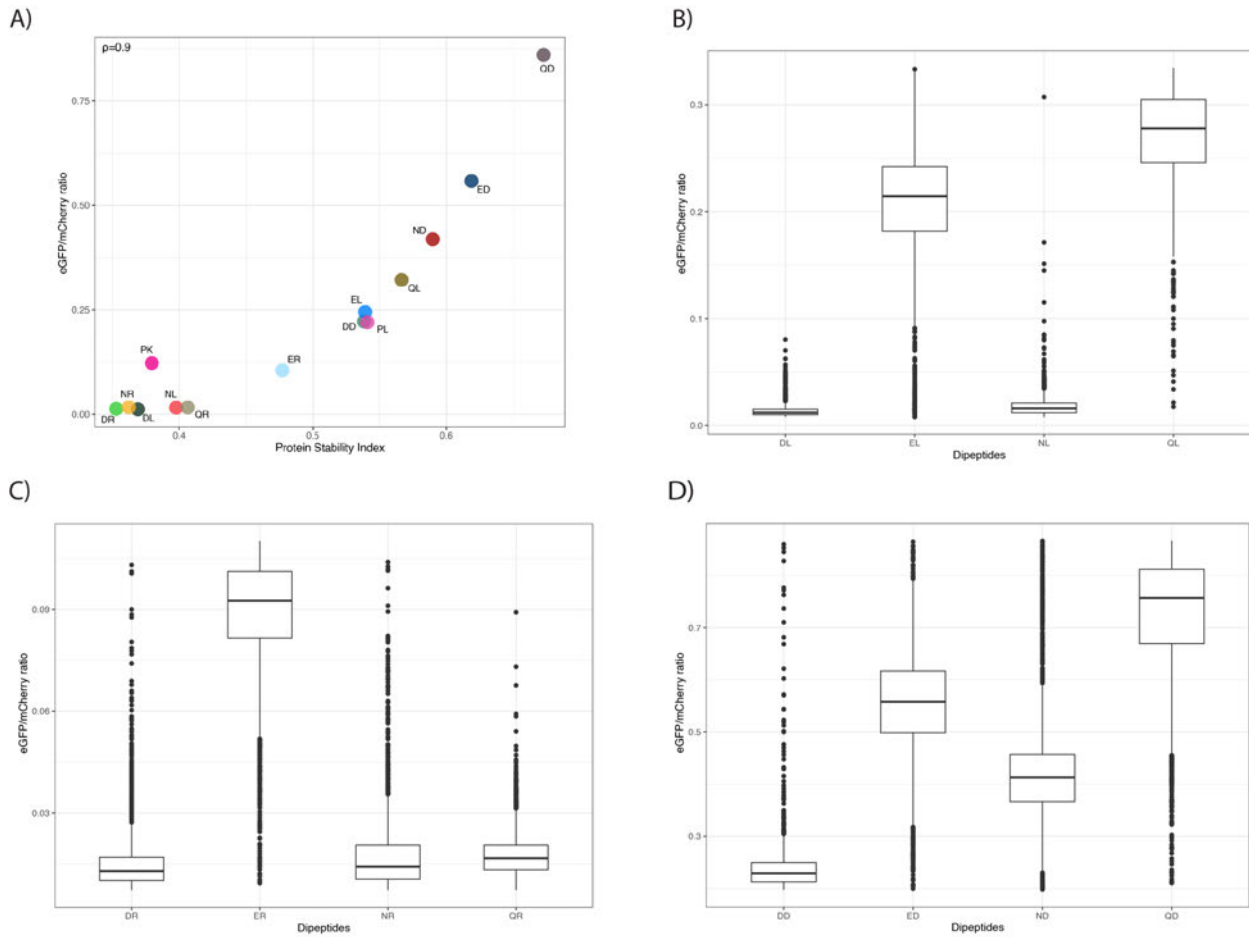 A)
ρ=0.9
QD
0.75
ED
0.50
ND
QL
EL
0.25
DD
PL
PK
ER
NR
NL
DR
DL
QR
0.00
0.4
0.5
0.6
Protein Stability Index
eGFP/mCherry ratio
B)
0.3
0.2
0.1
0.0
DL
EL
NL
QL
Dipeptides
eGFP/mCherry ratio
C)
0.09
0.06
0.03
DR
ER
NR
QR
Dipeptides
eGFP/mCherry ratio
D)
0.7
0.5
0.3
DD
ED
ND
QD
Dipeptides
eGFP/mCherry ratio